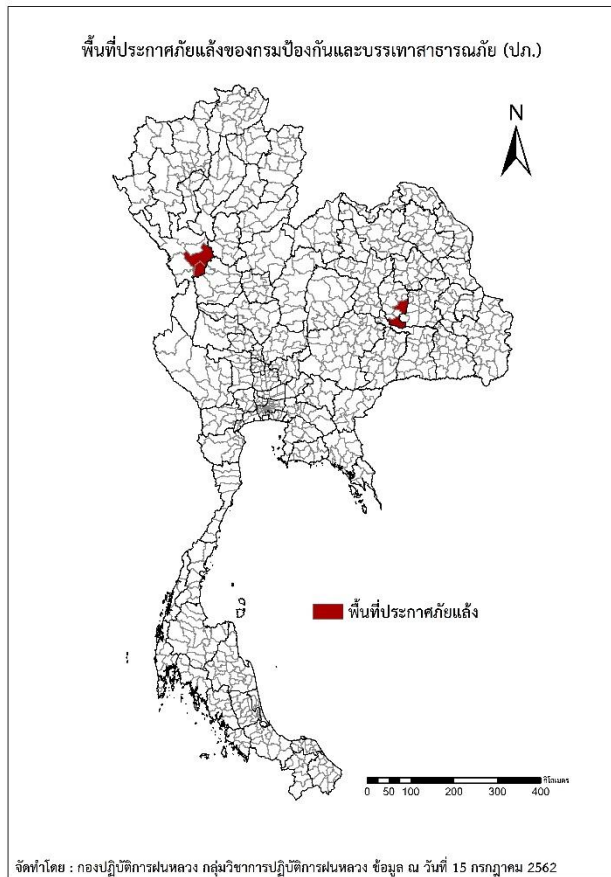 พื้นที่ประกาศภัยแล้งของกรมป้องกันและบรรเทาสาธารณภัย (ปภ.)
N
พื้นที่ประกาศภัยแล้ง
กิโลเมตร
0 50 100 200 300 400
จัดทำโดย : กองปฏิบัติการฝนหลวง กลุ่มวิชาการปฏิบัติการฝนหลวง ข้อมูล ณ วันที่ 15 กรกฎาคม 2562